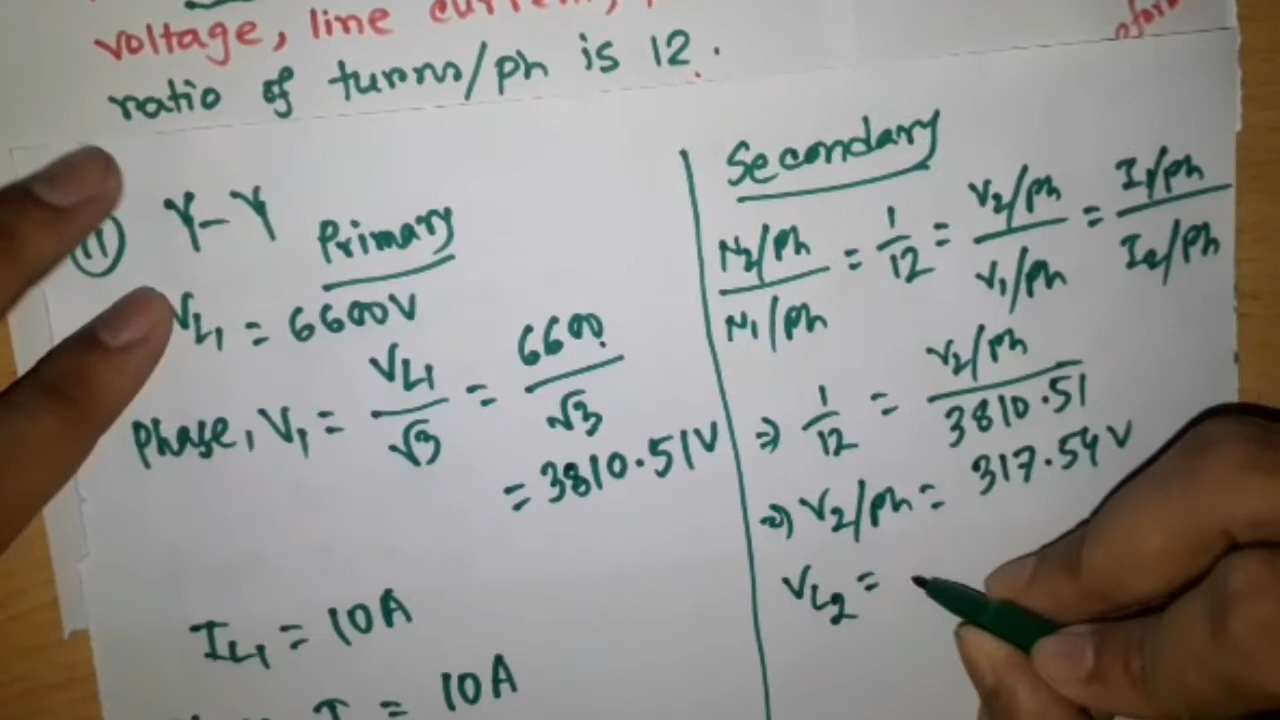 voltage, line current,
ratio of turns/ph is 12.
(ii) Y-Y
Primary
VL1 = 6600V
Phase, V1 = VL1/√3 = 6600/√3
= 3810.51V
IL1 = 10A
I = 10A
Secondary
N2/Ph / N1/Ph = 1/12 = V2/Ph / V1/Ph = I1/Ph / I2/Ph
⇒ 1/12 = V2/Ph / 3810.51
⇒ V2/Ph = 317.54V
VL2 =